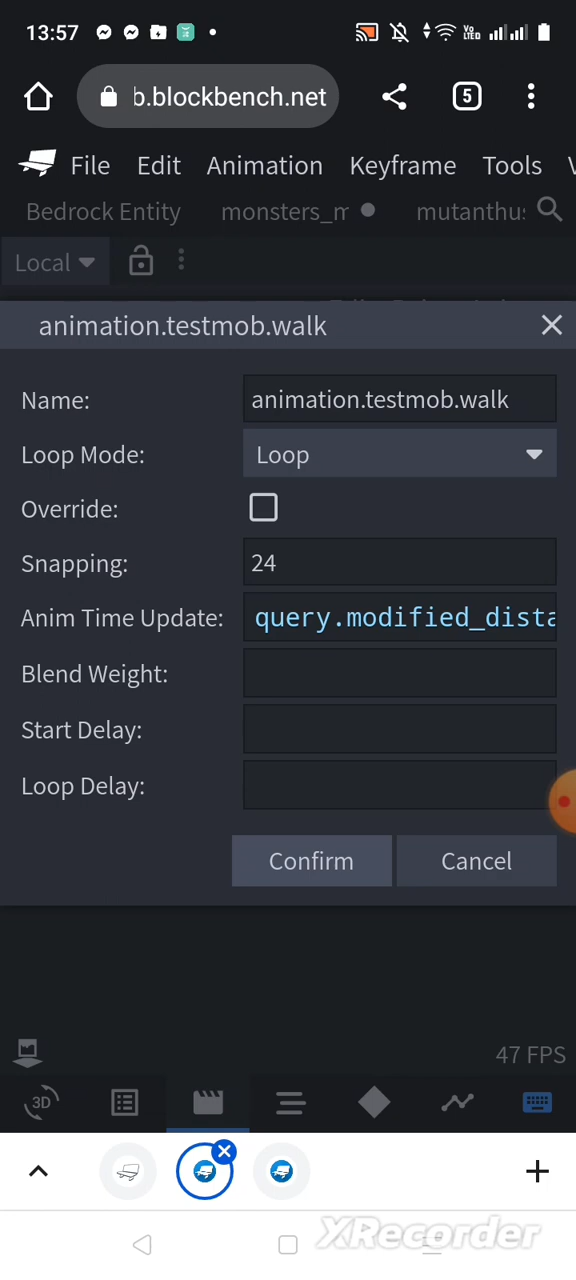 13:57
Vo LTED
b.blockbench.net
5
File Edit Animation Keyframe Tools
Bedrock Entity monsters_m mutanthu
Local
animation.testmob.walk
Name: animation.testmob.walk
Loop Mode: Loop
Override:
Snapping: 24
Anim Time Update: query.modified_dista
Blend Weight:
Start Delay:
Loop Delay:
Confirm Cancel
47 FPS
3D
XRecorder